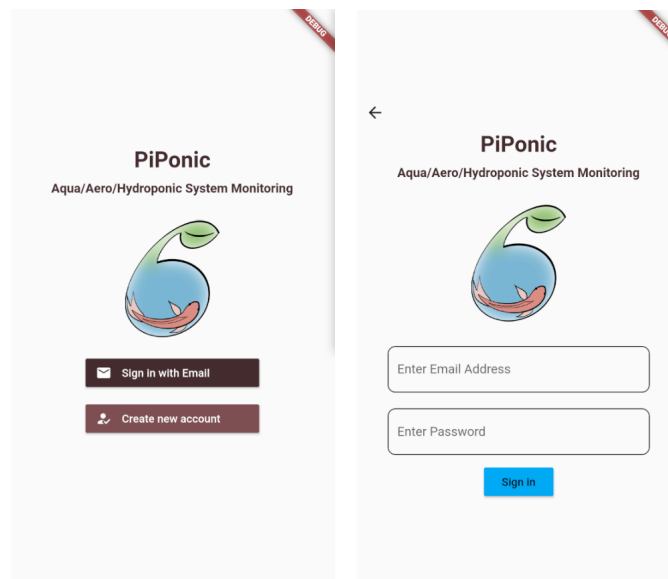 DEBUG
PiPonic
Aqua/Aero/Hydroponic System Monitoring
Sign in with Email
Create new account
PiPonic
Aqua/Aero/Hydroponic System Monitoring
Enter Email Address
Enter Password
Sign in